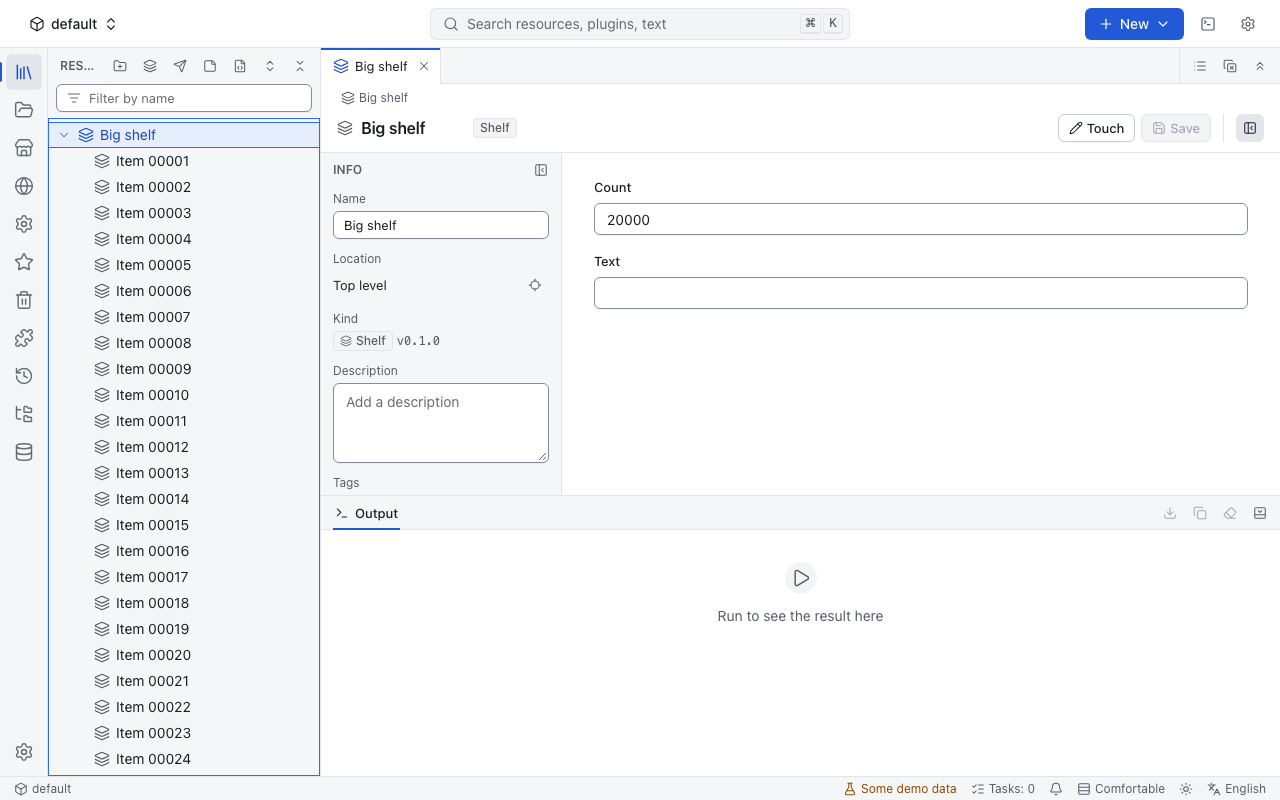 default
Search resources, plugins, text
⌘ K
New
RES...
Filter by name
Big shelf
Item 00001
Item 00002
Item 00003
Item 00004
Item 00005
Item 00006
Item 00007
Item 00008
Item 00009
Item 00010
Item 00011
Item 00012
Item 00013
Item 00014
Item 00015
Item 00016
Item 00017
Item 00018
Item 00019
Item 00020
Item 00021
Item 00022
Item 00023
Item 00024
Big shelf
Big shelf
Big shelf
Shelf
Touch
Save
INFO
Name
Big shelf
Location
Top level
Kind
Shelf v0.1.0
Description
Add a description
Tags
Count
20000
Text
Output
Run to see the result here
default
Some demo data
Tasks: 0
Comfortable
English